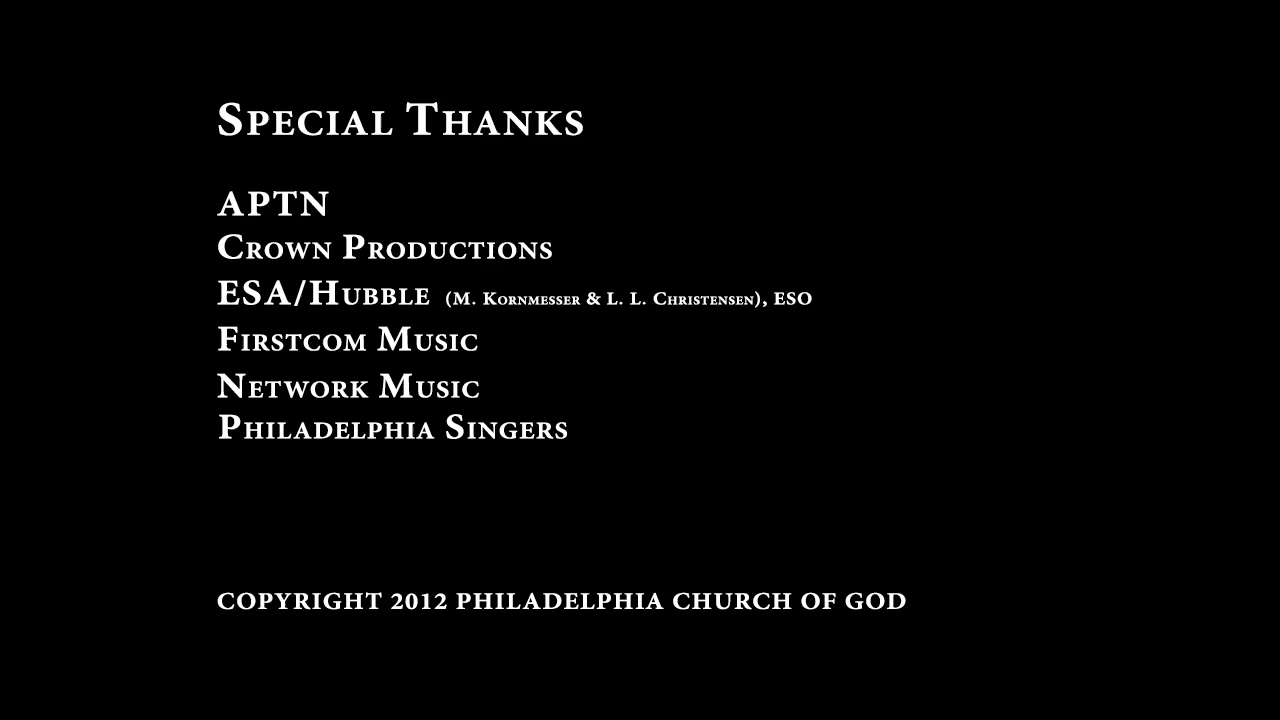 Special Thanks
APTN
Crown Productions
ESA/Hubble (M. Kornmesser & L. L. Christensen), ESO
Firstcom Music
Network Music
Philadelphia Singers
COPYRIGHT 2012 PHILADELPHIA CHURCH OF GOD